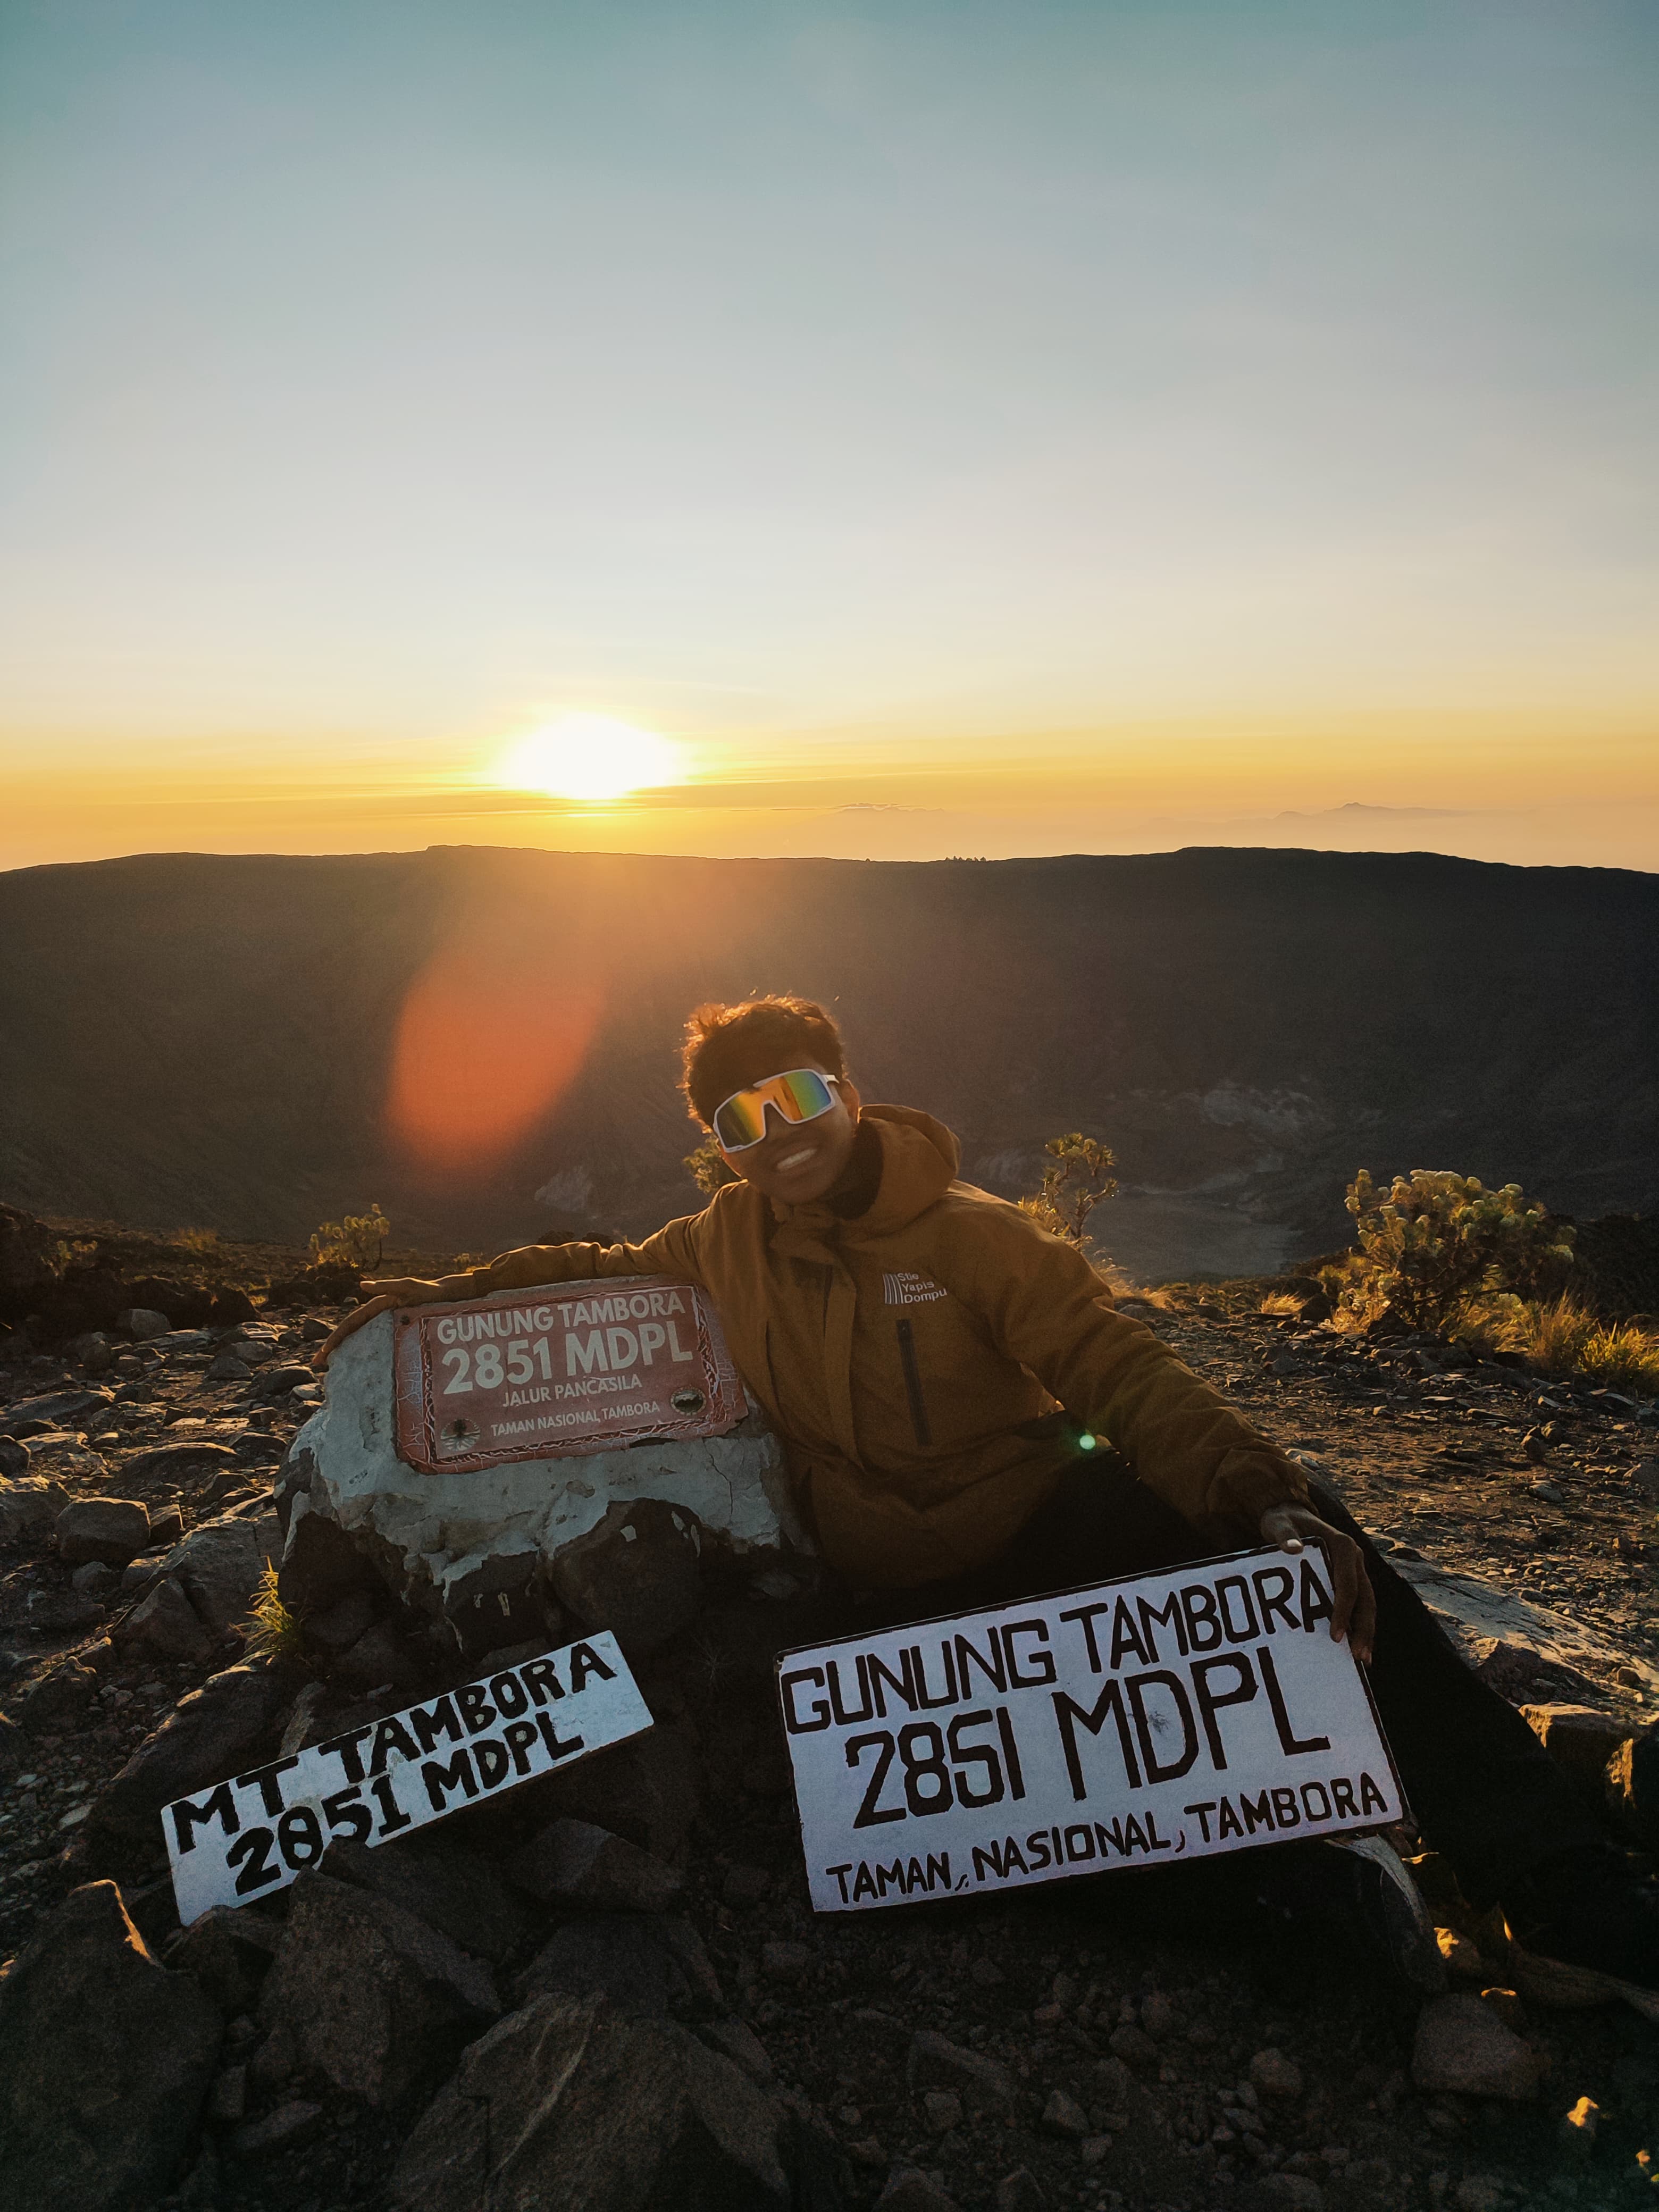 GUNUNG TAMBORA
2851 MDPL
JALUR PANCASILA
TAMAN NASIONAL TAMBORA
Stie
Yapis
Dompu
MT TAMBORA
2851 MDPL
GUNUNG TAMBORA
2851 MDPL
TAMAN, NASIONAL, TAMBORA